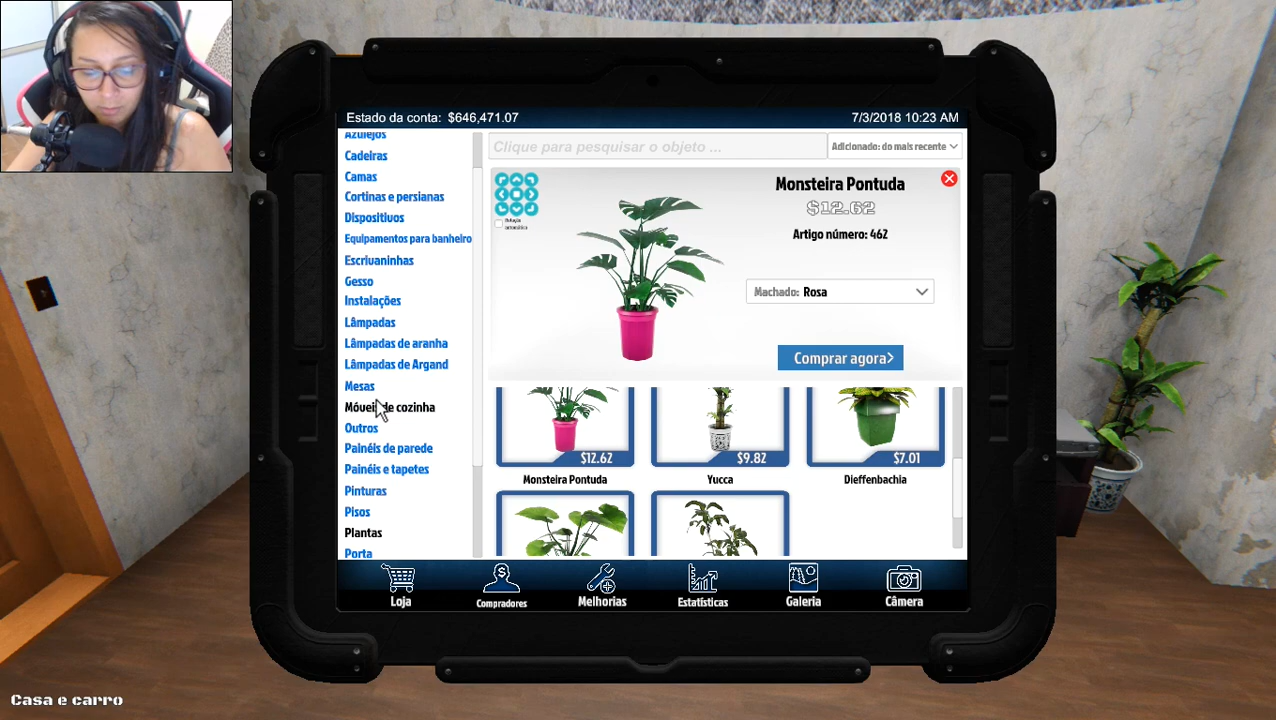 Estado da conta: $646,471.07
7/3/2018 10:23 AM
Azulejos
Cadeiras
Camas
Cortinas e persianas
Dispositivos
Equipamentos para banheiro
Escrivaninhas
Gesso
Instalações
Lâmpadas
Lâmpadas de aranha
Lâmpadas de Argand
Mesas
Móveis de cozinha
Outros
Painéis de parede
Painéis e tapetes
Pinturas
Pisos
Plantas
Porta
Clique para pesquisar o objeto ...
Adicionado: do mais recente
Monsteira Pontuda
$12.62
Artigo número: 462
Machado: Rosa
Comprar agora
$12.62
$9.82
$7.01
Monsteira Pontuda
Yucca
Dieffenbachia
Loja
Compradores
Melhorias
Estatísticas
Galeria
Câmera
Casa e carro